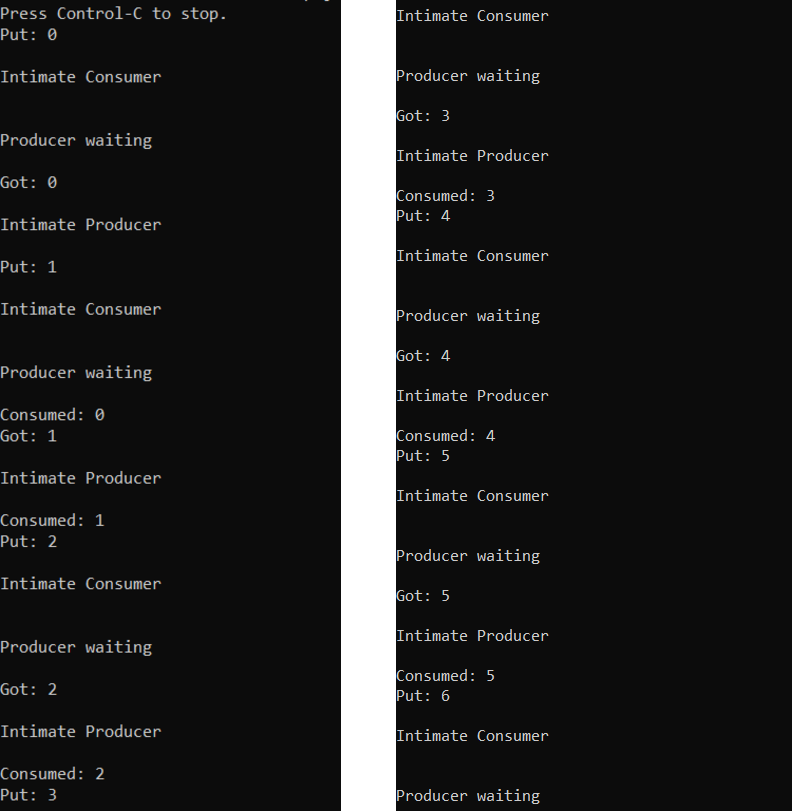 Press Control-C to stop.
Put: 0
Intimate Consumer
Producer waiting
Got: 0
Intimate Producer
Put: 1
Intimate Consumer
Producer waiting
Consumed: 0
Got: 1
Intimate Producer
Consumed: 1
Put: 2
Intimate Consumer
Producer waiting
Got: 2
Intimate Producer
Consumed: 2
Put: 3
Intimate Consumer
Producer waiting
Got: 3
Intimate Producer
Consumed: 3
Put: 4
Intimate Consumer
Producer waiting
Got: 4
Intimate Producer
Consumed: 4
Put: 5
Intimate Consumer
Producer waiting
Got: 5
Intimate Producer
Consumed: 5
Put: 6
Intimate Consumer
Producer waiting